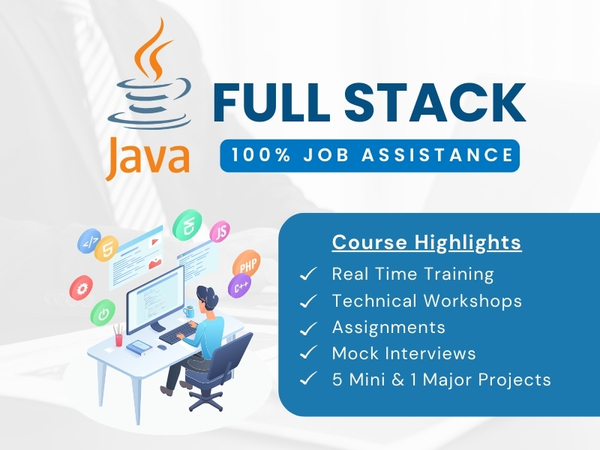 Java
FULL STACK
100% JOB ASSISTANCE
Course Highlights
Real Time Training
Technical Workshops
Assignments
Mock Interviews
5 Mini & 1 Major Projects
</>
5
JS
PHP
C++